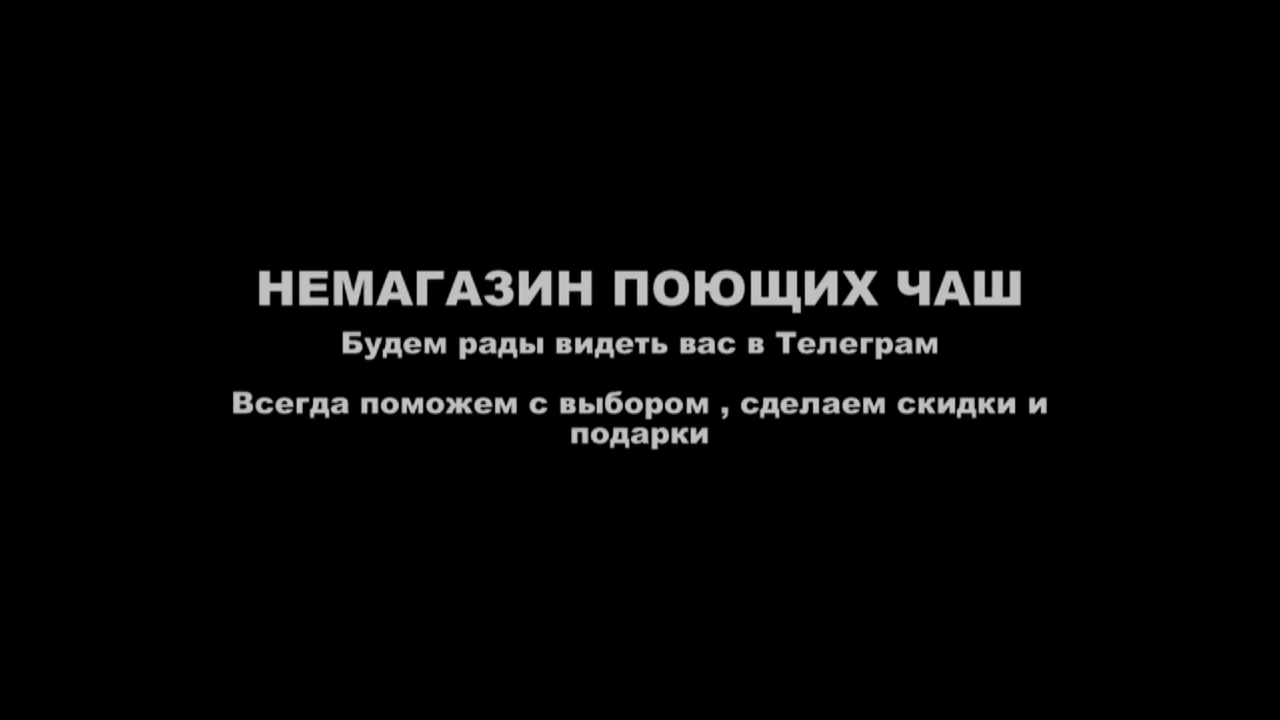 НЕМАГАЗИН ПОЮЩИХ ЧАШ
Будем рады видеть вас в Телеграм
Всегда поможем с выбором , сделаем скидки и
подарки